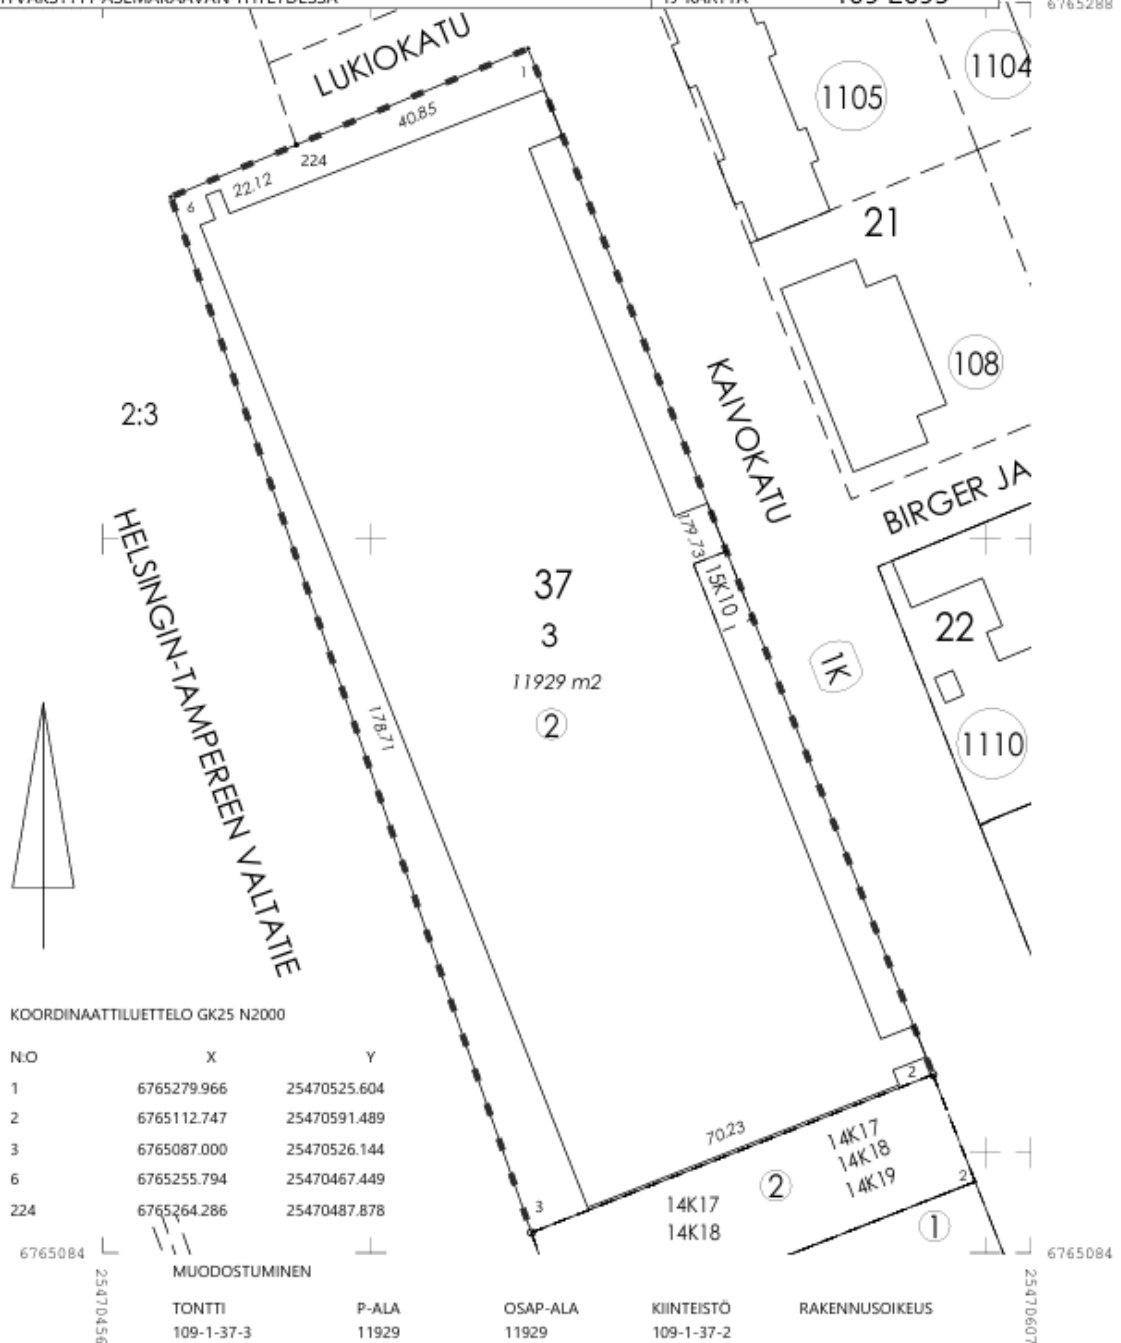 6765288
LUKIOKATU
1
1105
1104
40.85
224
22.12
6
21
2:3
108
KAIVOKATU
BIRGER JA
HELSINGIN-TAMPEREEN VALTATIE
179.73
37
15K10
1
22
3
11929 m2
1K
2
178.71
1110
KOORDINAATTILUETTELO GK25 N2000
N:O X Y
1 6765279.966 25470525.604
2 6765112.747 25470591.489
3 6765087.000 25470526.144
6 6765255.794 25470467.449
224 6765264.286 25470487.878
2
70.23
14K17
14K18
14K19
2
2
3
14K17
14K18
1
6765084
6765084
25470456
25470607
MUODOSTUMINEN
TONTTI P-ALA OSAP-ALA KIINTEISTÖ RAKENNUSOIKEUS
109-1-37-3 11929 11929 109-1-37-2